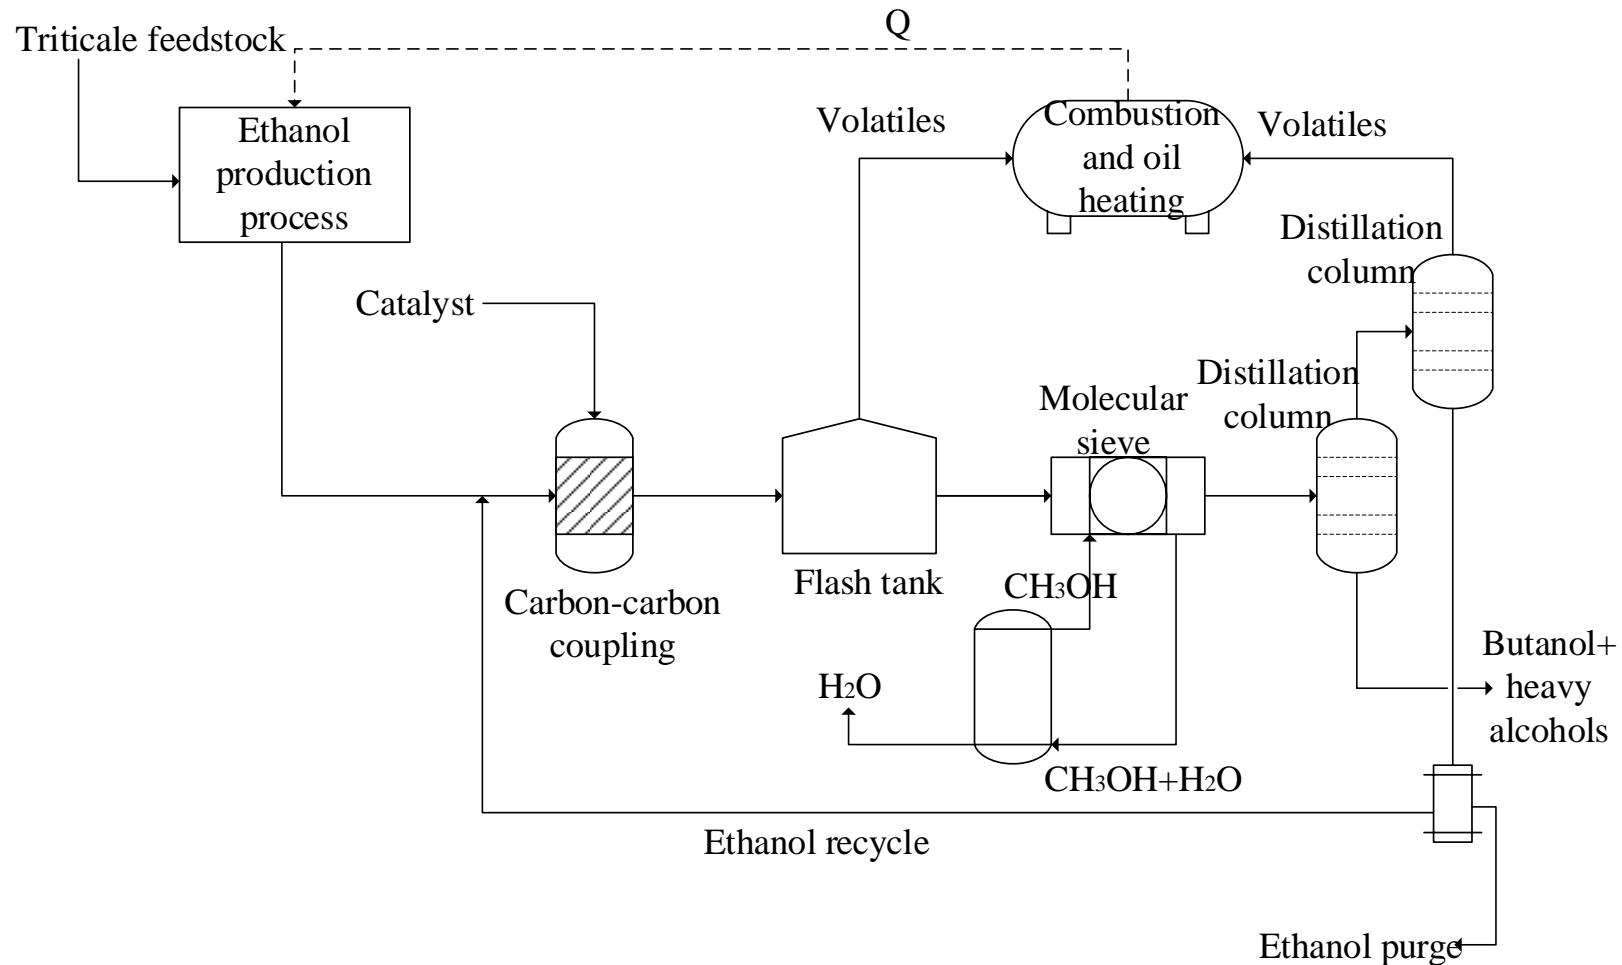 Q
Triticale feedstock
Ethanol
production
process
Volatiles
Combustion
and oil
heating
Volatiles
Distillation
column
Catalyst
Distillation
column
Molecular
sieve
Carbon-carbon
coupling
Flash tank
CH3OH
H2O
CH3OH+H2O
Butanol+
heavy
alcohols
Ethanol recycle
Ethanol purge